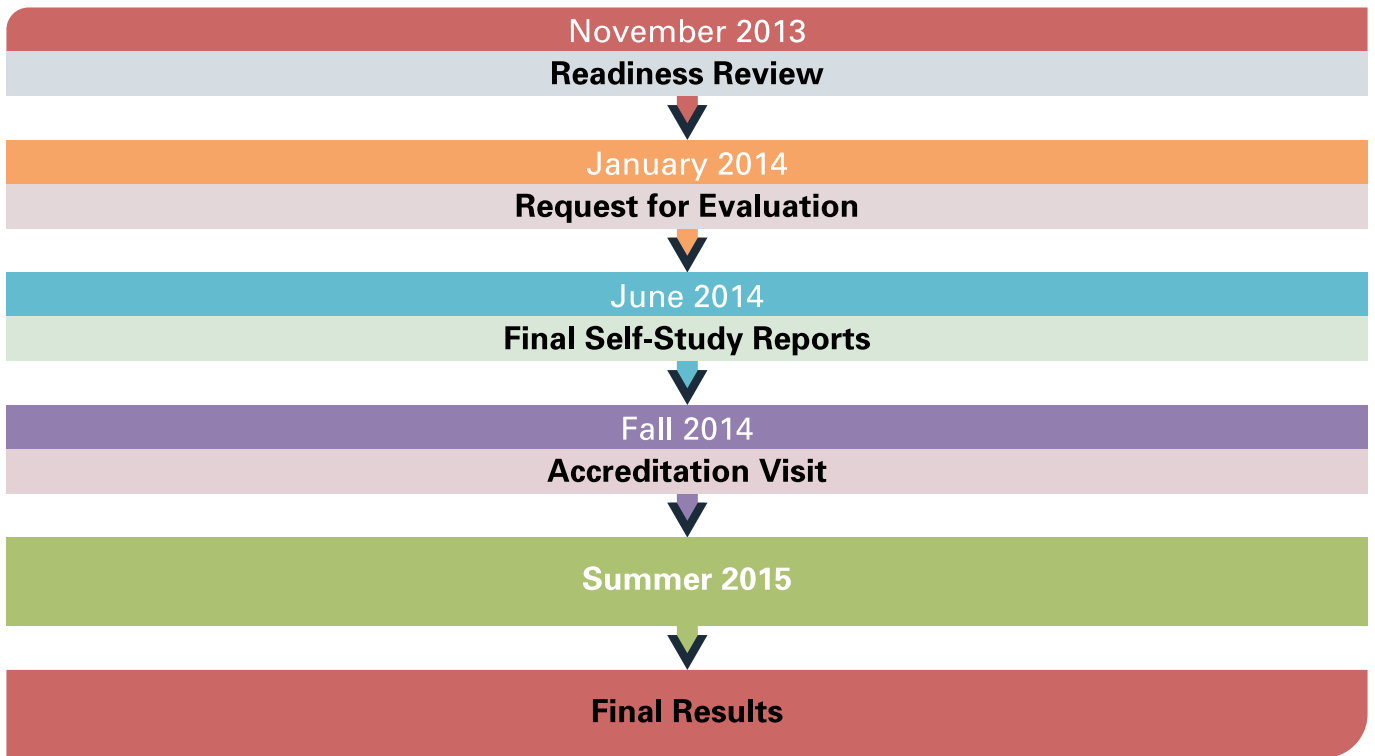 November 2013
Readiness Review
January 2014
Request for Evaluation
June 2014
Final Self-Study Reports
Fall 2014
Accreditation Visit
Summer 2015
Final Results